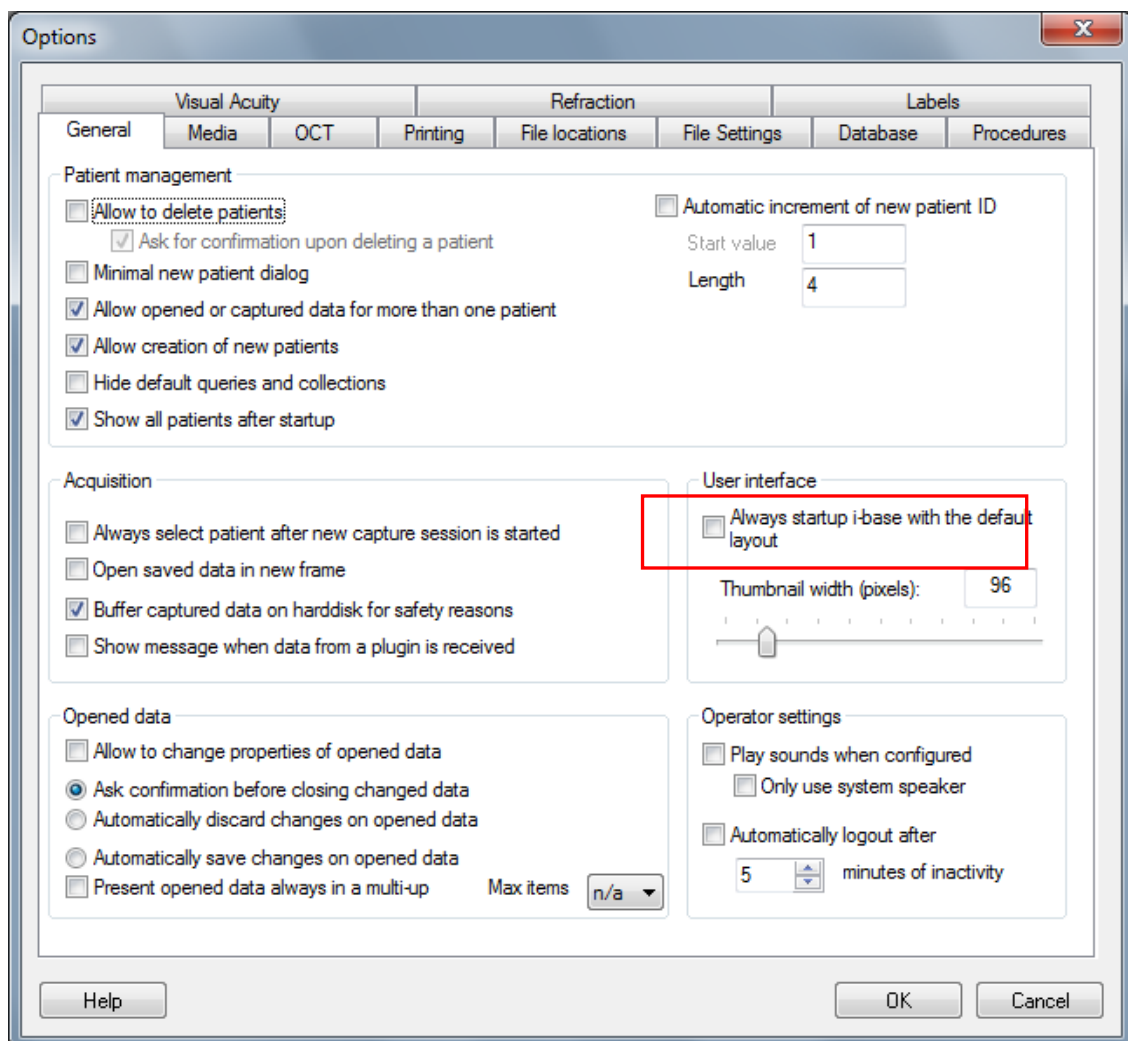 Options
Visual Acuity Refraction Labels
General Media OCT Printing File locations File Settings Database Procedures
Patient management
Allow to delete patients
Ask for confirmation upon deleting a patient
Minimal new patient dialog
Allow opened or captured data for more than one patient
Allow creation of new patients
Hide default queries and collections
Show all patients after startup
Automatic increment of new patient ID
Start value 1
Length 4
Acquisition
Always select patient after new capture session is started
Open saved data in new frame
Buffer captured data on harddisk for safety reasons
Show message when data from a plugin is received
User interface
Always startup i-base with the default
layout
Thumbnail width (pixels): 96
Opened data
Allow to change properties of opened data
Ask confirmation before closing changed data
Automatically discard changes on opened data
Automatically save changes on opened data
Present opened data always in a multi-up Max items n/a
Operator settings
Play sounds when configured
Only use system speaker
Automatically logout after
5 minutes of inactivity
Help OK Cancel